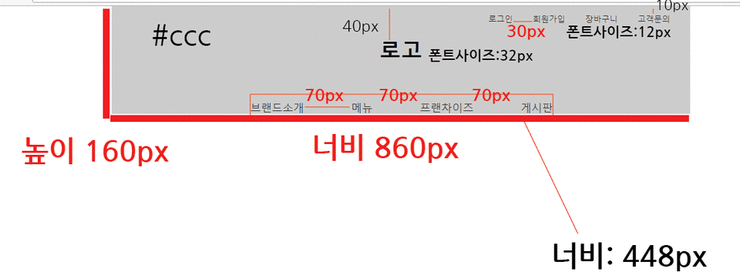 10px
로그인 회원가입 장바구니 고객문의
#ccc
40px
30px
폰트사이즈:12px
로고 폰트사이즈:32px
70px 70px 70px
브랜드소개 메뉴 프랜차이즈 게시판
높이 160px
너비 860px
너비: 448px